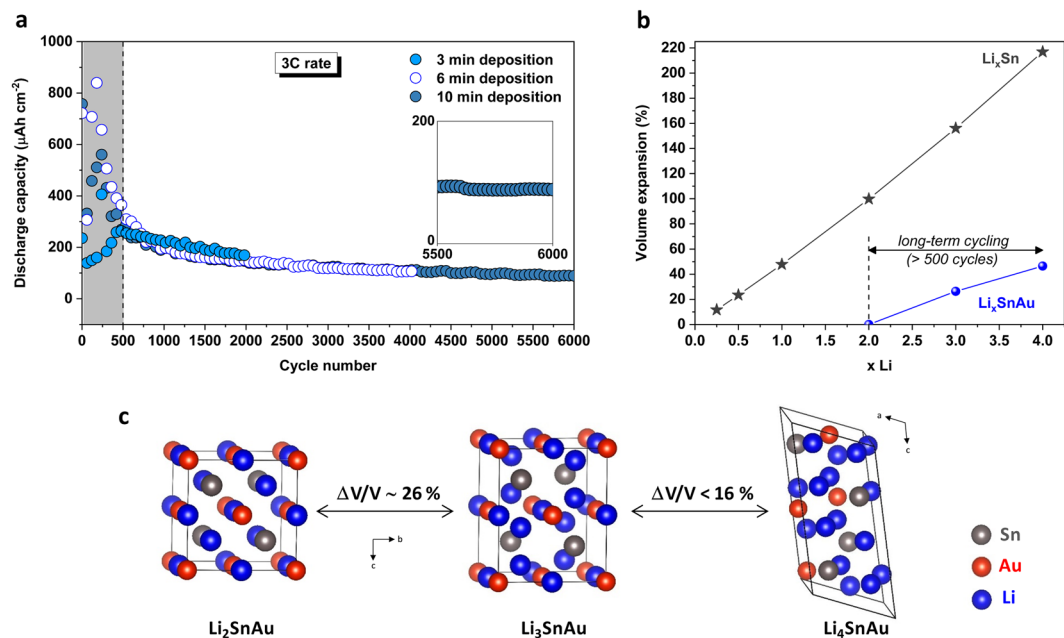 a
3C rate
3 min deposition
6 min deposition
10 min deposition
Discharge capacity (μAh cm⁻²)
1000
800
600
400
200
0
200
0
5500
6000
0 500 1000 1500 2000 2500 3000 3500 4000 4500 5000 5500 6000
Cycle number
b
Volume expansion (%)
220
200
180
160
140
120
100
80
60
40
20
0
LiₓSn
long-term cycling
(> 500 cycles)
LiₓSnAu
0.0 0.5 1.0 1.5 2.0 2.5 3.0 3.5 4.0
x Li
c
ΔV/V ~ 26 %
b
c
ΔV/V < 16 %
a
c
Sn
Au
Li
Li₂SnAu
Li₃SnAu
Li₄SnAu